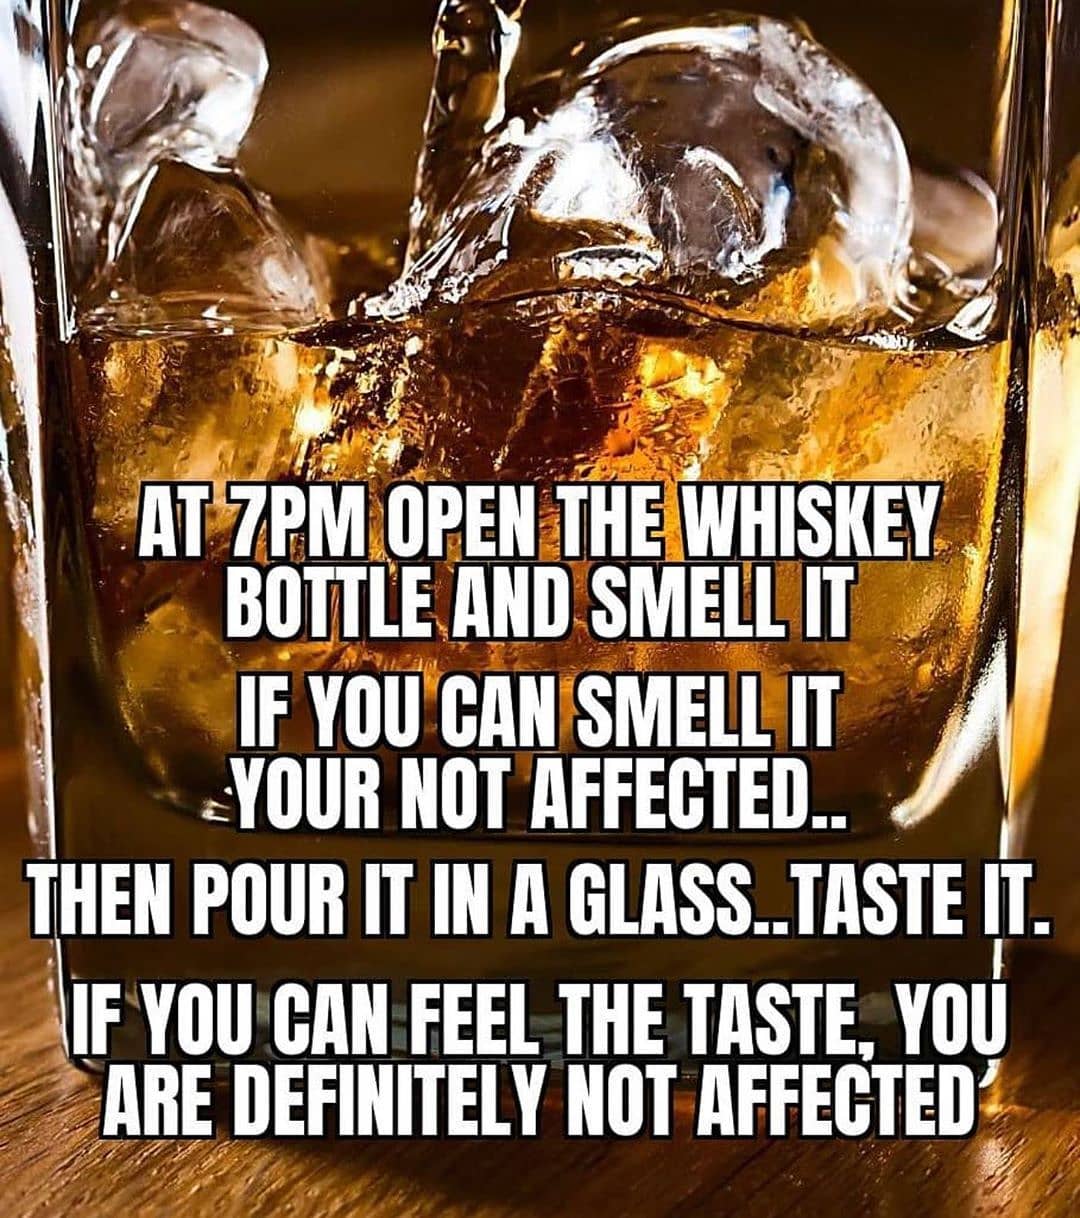 AT 7PM OPEN THE WHISKEY
BOTTLE AND SMELL IT
IF YOU CAN SMELL IT
YOUR NOT AFFECTED..
THEN POUR IT IN A GLASS..TASTE IT.
IF YOU CAN FEEL THE TASTE, YOU
ARE DEFINITELY NOT AFFECTED